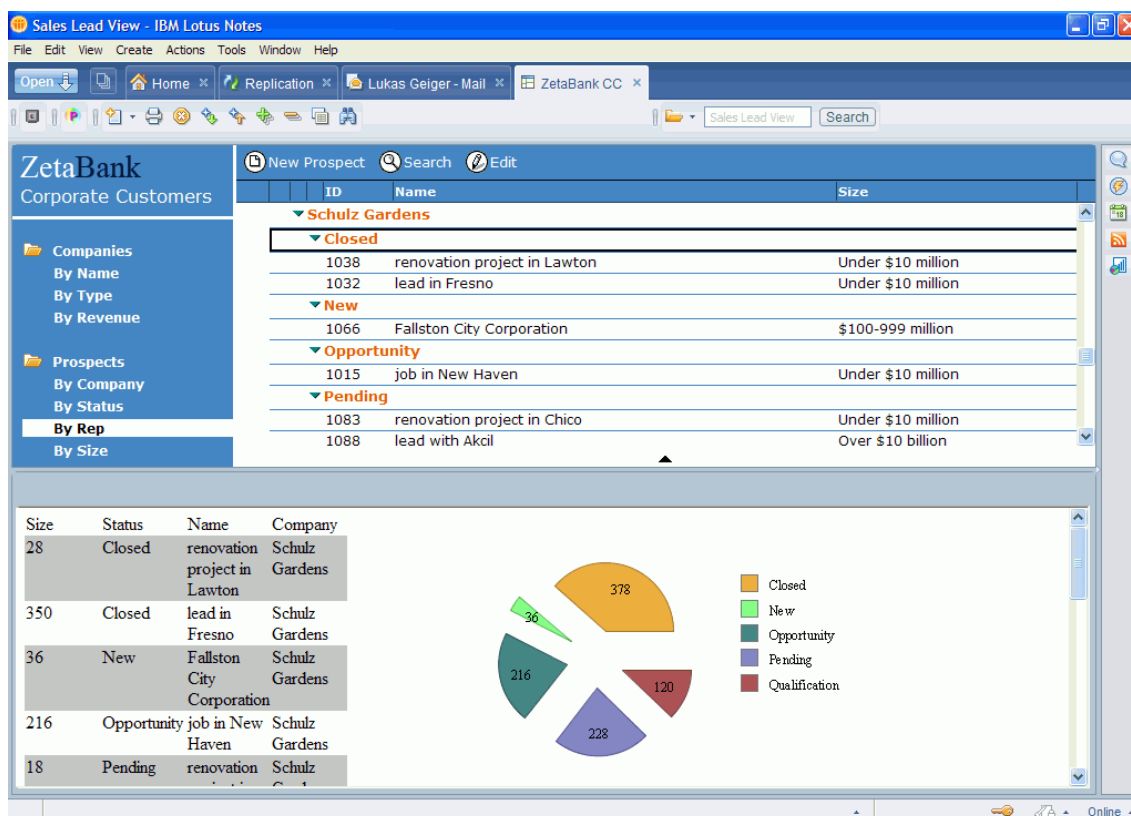 Sales Lead View - IBM Lotus Notes
File Edit View Create Actions Tools Window Help
Open Home Replication Lukas Geiger - Mail ZetaBank CC
Sales Lead View Search
ZetaBank
Corporate Customers
Companies
By Name
By Type
By Revenue
Prospects
By Company
By Status
By Rep
By Size
New Prospect Search Edit
ID Name Size
Schulz Gardens
Closed
1038 renovation project in Lawton Under $10 million
1032 lead in Fresno Under $10 million
New
1066 Fallston City Corporation $100-999 million
Opportunity
1015 job in New Haven Under $10 million
Pending
1083 renovation project in Chico Under $10 million
1088 lead with Akcil Over $10 billion
Size Status Name Company
28 Closed renovation Schulz
project in Gardens
Lawton
350 Closed lead in Schulz
Fresno Gardens
36 New Fallston Schulz
City Gardens
Corporation
216 Opportunity job in New Schulz
Haven Gardens
18 Pending renovation Schulz
378
36
216
120
228
Closed
New
Opportunity
Pending
Qualification
Online